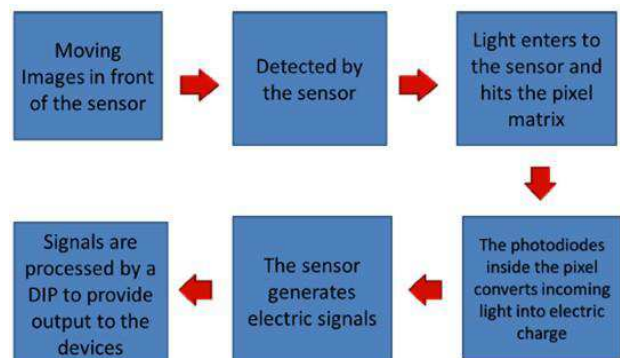 Moving
Images in front
of the sensor
Detected by
the sensor
Light enters to
the sensor and
hits the pixel
matrix
The photodiodes
inside the pixel
converts incoming
light into electric
charge
The sensor
generates
electric signals
Signals are
processed by a
DIP to provide
output to the
devices